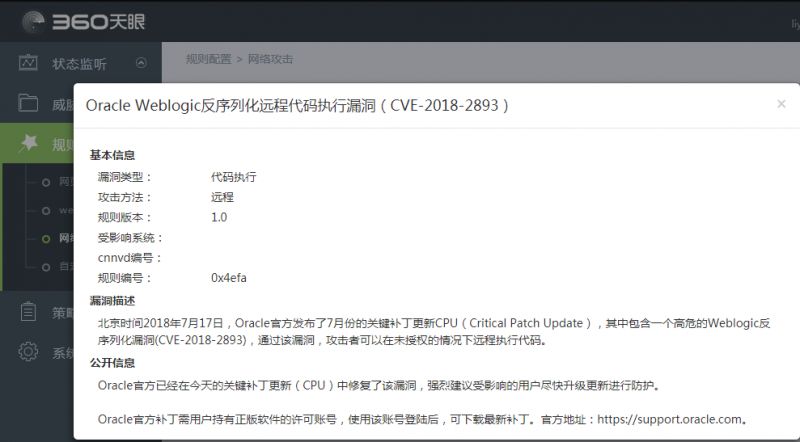 360天眼
liy
状态监听
规则配置 > 网络攻击
威胁
Oracle Weblogic反序列化远程代码执行漏洞（CVE-2018-2893）
×
规则
基本信息
漏洞类型：	代码执行
网页
攻击方法：	远程
we
规则版本：	1.0
网络
受影响系统：
cnnvd编号：
自定
规则编号：	0x4efa
漏洞描述
策略
北京时间2018年7月17日，Oracle官方发布了7月份的关键补丁更新CPU（Critical Patch Update），其中包含一个高危的Weblogic反
序列化漏洞(CVE-2018-2893)，通过该漏洞，攻击者可以在未授权的情况下远程执行代码。
系统
公开信息
Oracle官方已经在今天的关键补丁更新（CPU）中修复了该漏洞，强烈建议受影响的用户尽快升级更新进行防护。
Oracle官方补丁需用户持有正版软件的许可账号，使用该账号登陆后，可下载最新补丁。官方地址：https://support.oracle.com。